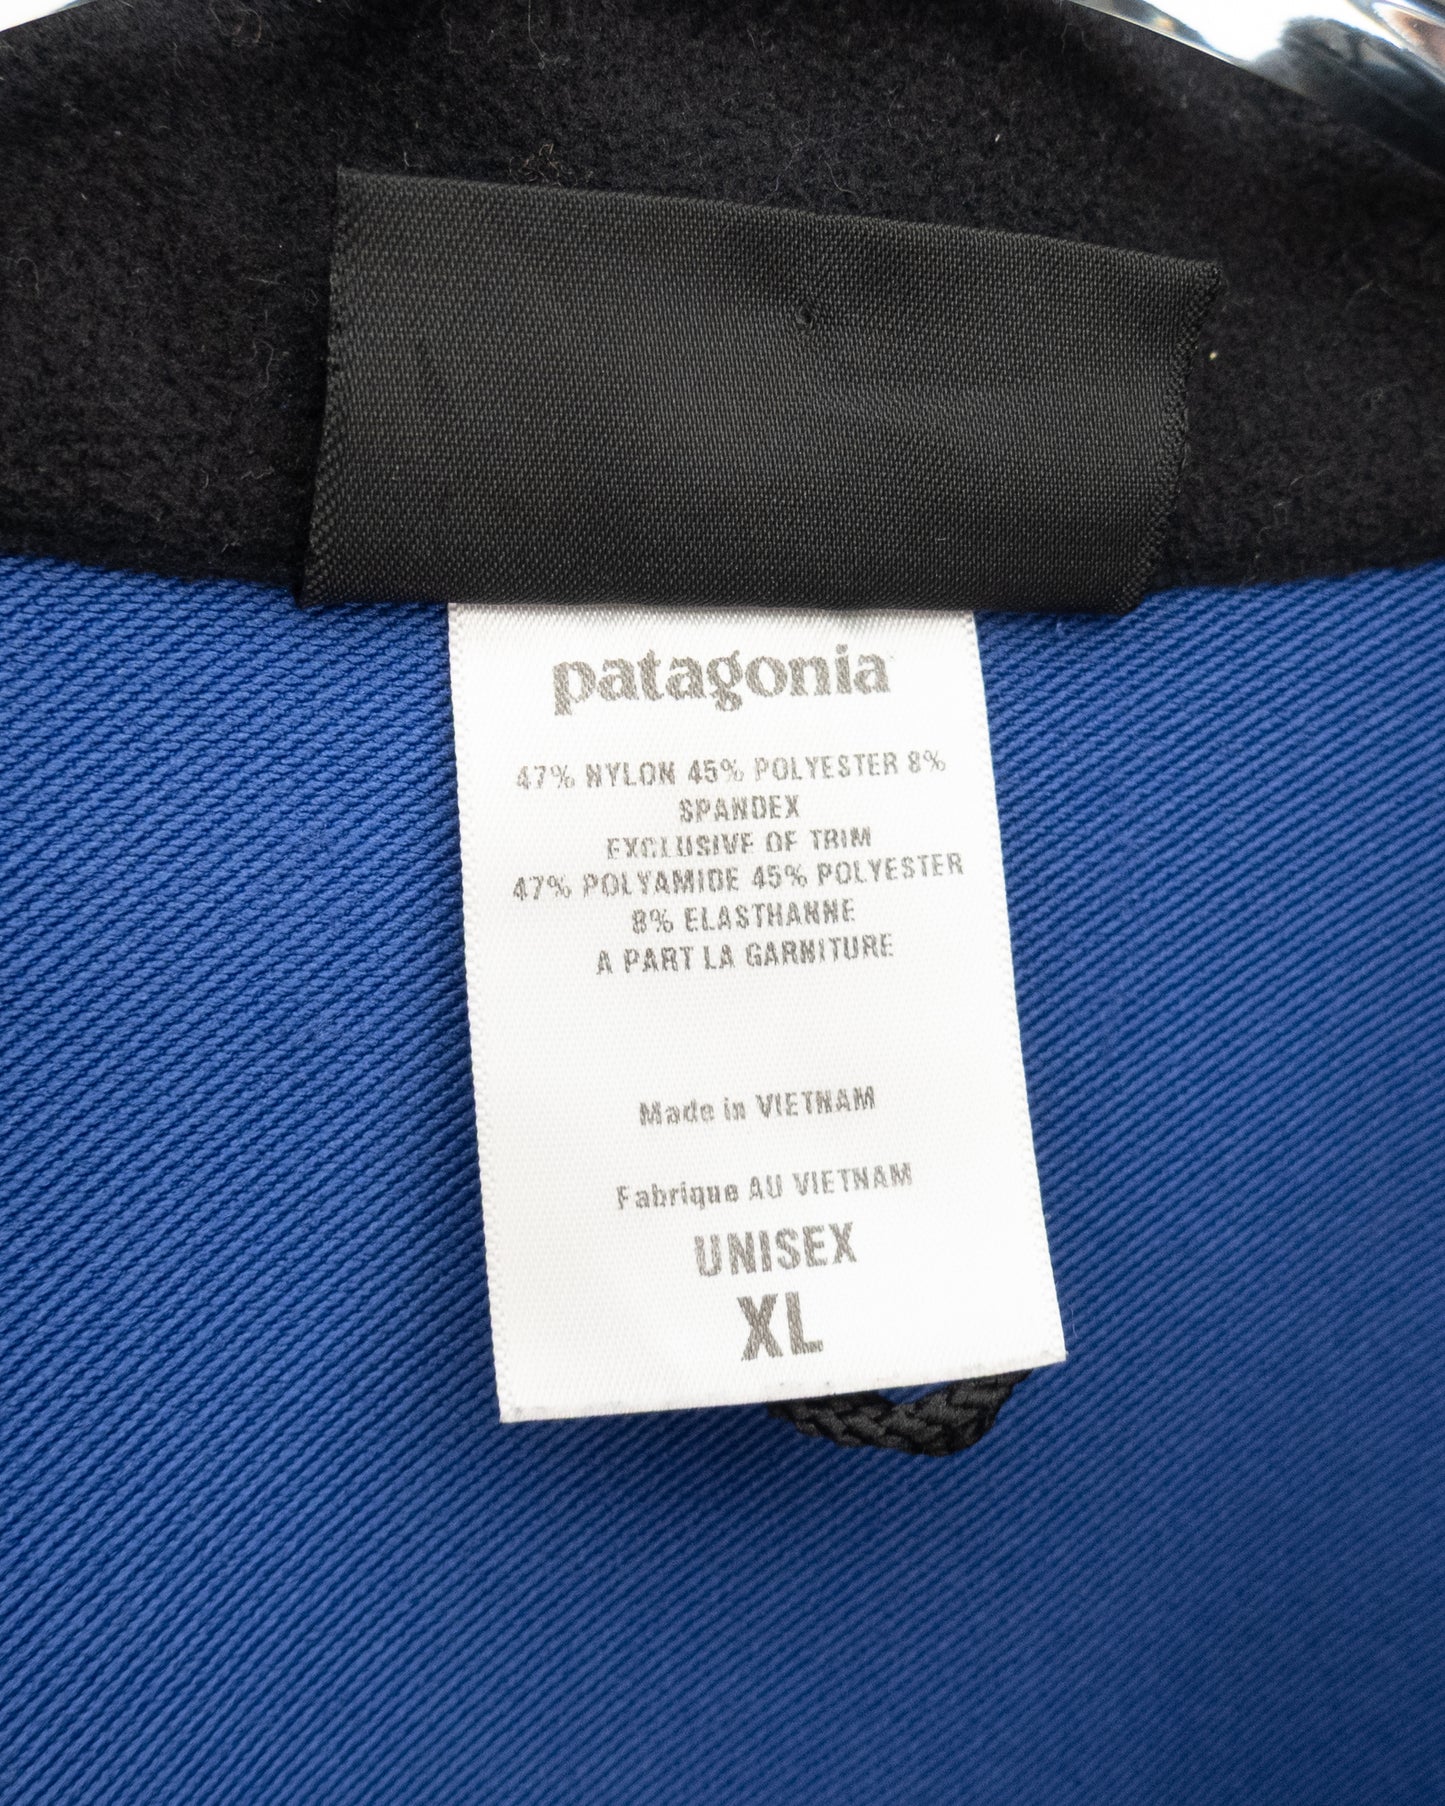 patagonia
47% NYLON 45% POLYESTER 8%
SPANDEX
EXCLUSIVE OF TRIM
47% POLYAMIDE 45% POLYESTER
8% ELASTHANNE
A PART LA GARNITURE
Made in VIETNAM
Fabrique AU VIETNAM
UNISEX
XL